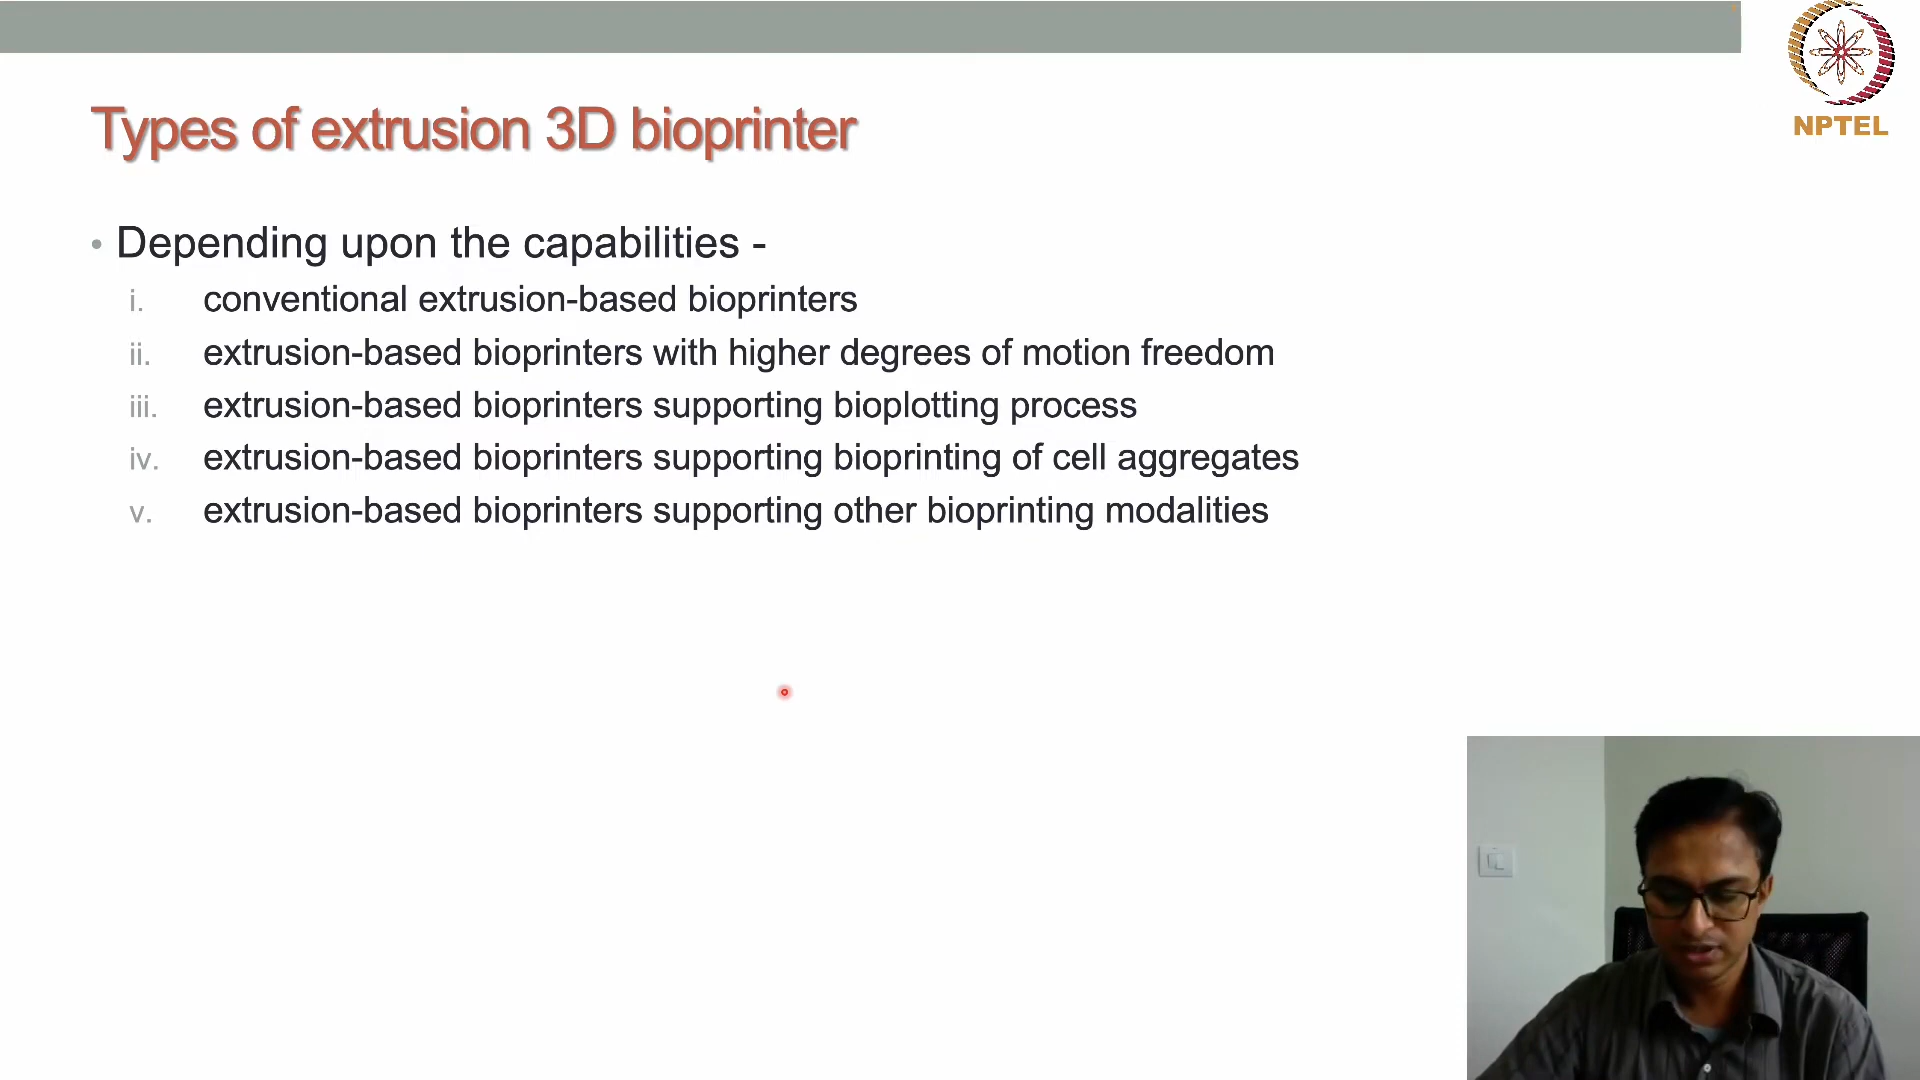 NPTEL
Types of extrusion 3D bioprinter
• Depending upon the capabilities -
i. conventional extrusion-based bioprinters
ii. extrusion-based bioprinters with higher degrees of motion freedom
iii. extrusion-based bioprinters supporting bioplotting process
iv. extrusion-based bioprinters supporting bioprinting of cell aggregates
v. extrusion-based bioprinters supporting other bioprinting modalities